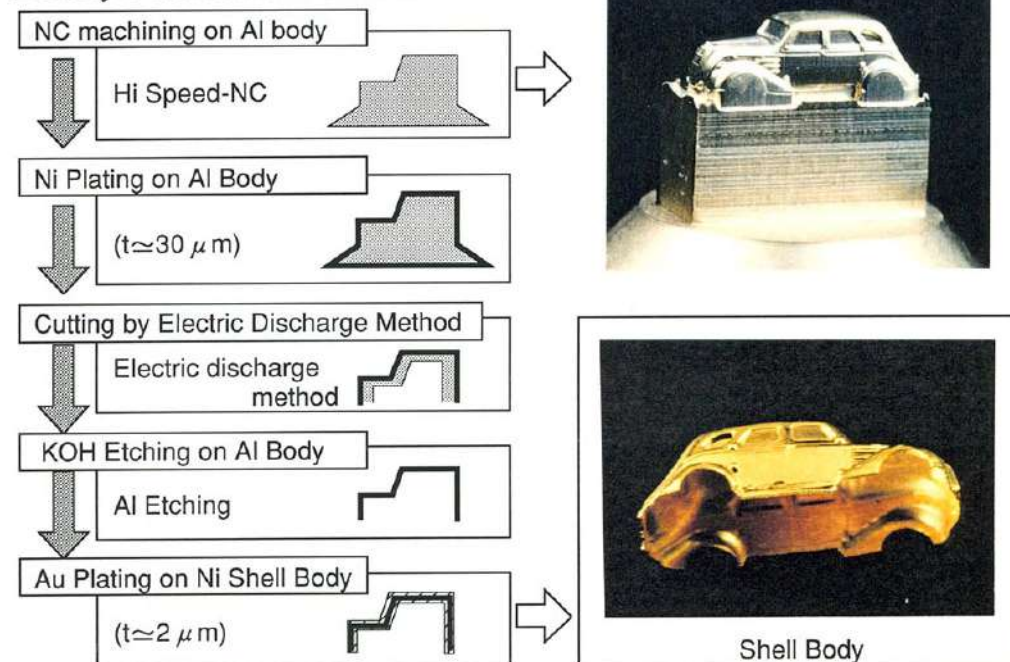 NC machining on Al body
Hi Speed-NC
Ni Plating on Al Body
(t≃30 μm)
Cutting by Electric Discharge Method
Electric discharge
method
KOH Etching on Al Body
Al Etching
Au Plating on Ni Shell Body
(t≃2 μm)
Shell Body